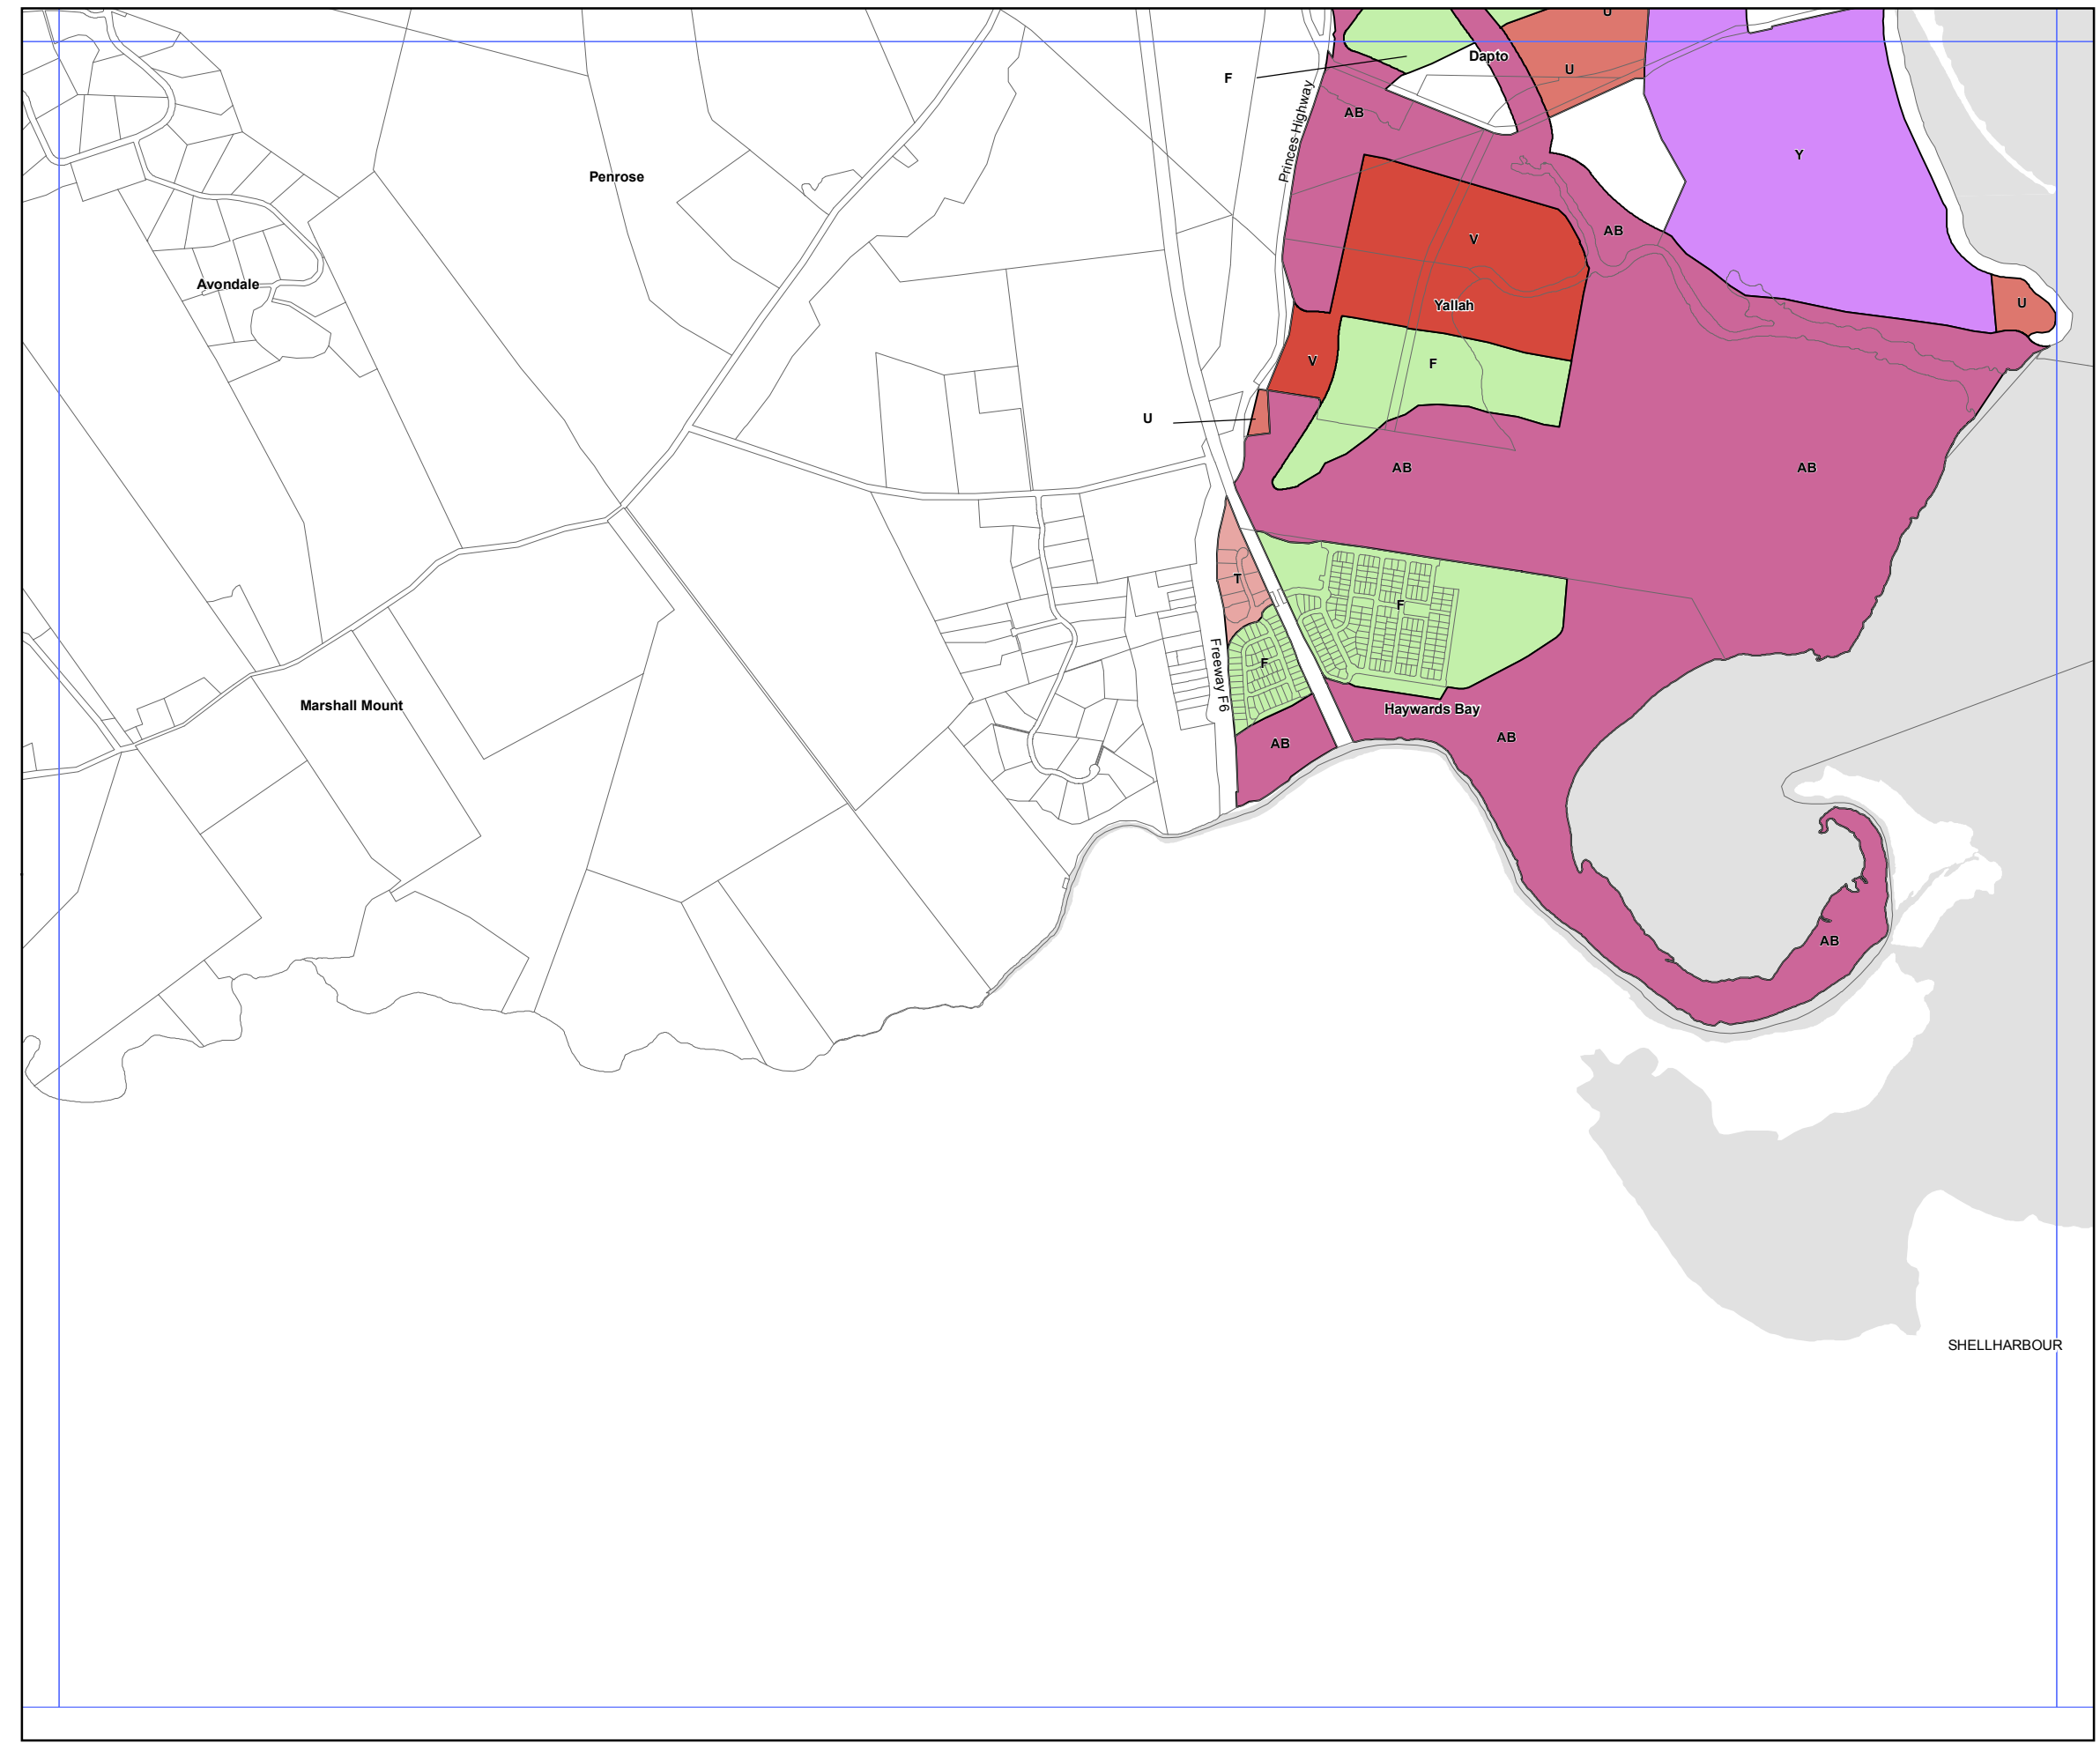 U
Dapto
U
F
Princes Highway
AB
Y
Penrose
AB
V
Avondale
U
Yallah
V
F
U
AB
AB
T
F
F
Freeway F6
Marshall Mount
Haywards Bay
AB
AB
AB
SHELLHARBOUR